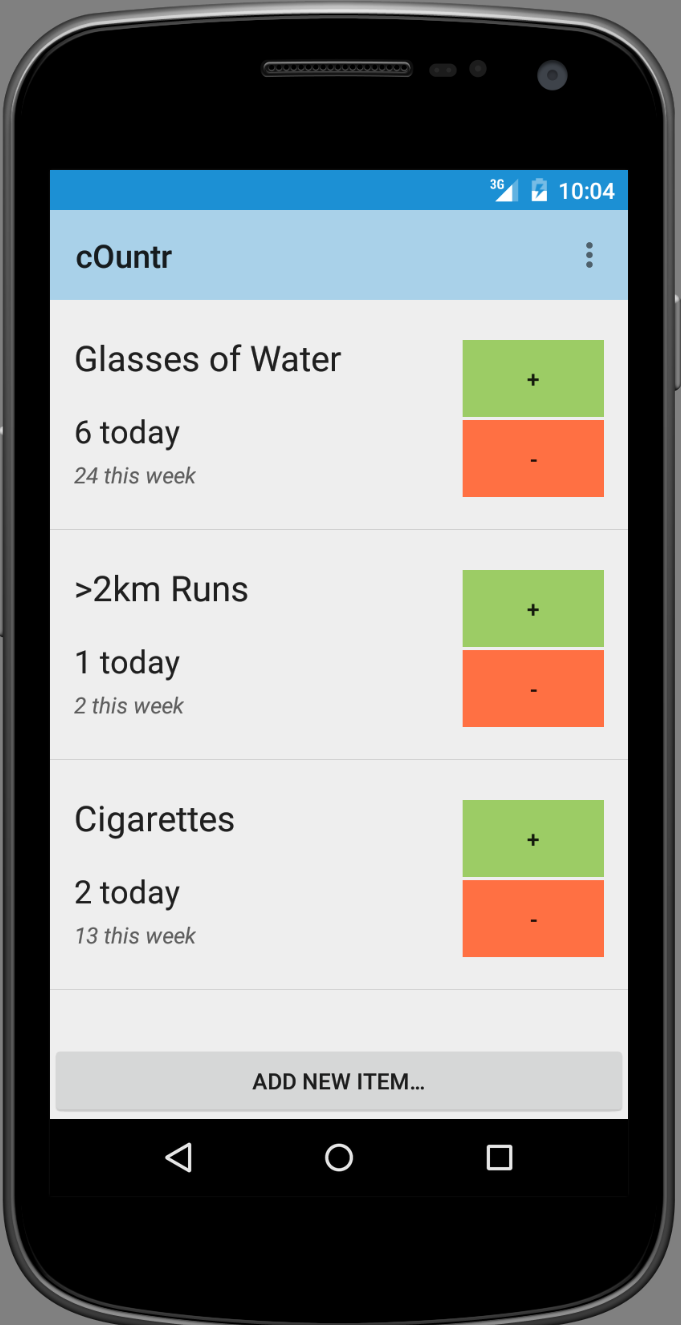 3G 10:04
cOuntr
Glasses of Water
+
6 today
-
24 this week
>2km Runs
+
1 today
-
2 this week
Cigarettes
+
2 today
-
13 this week
ADD NEW ITEM...